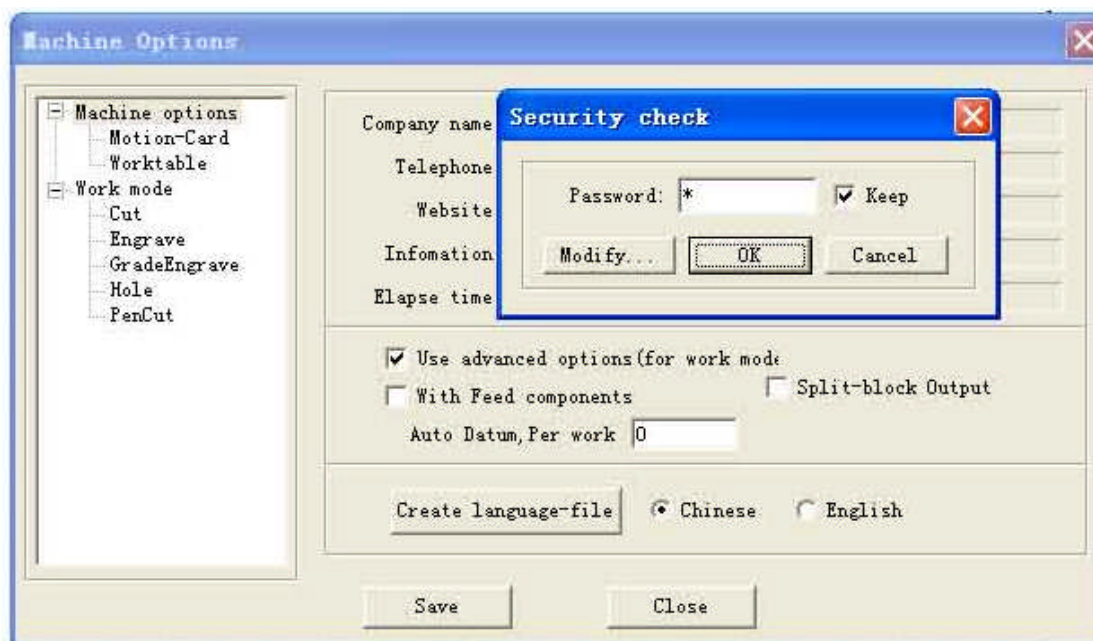 Machine Options
Machine options
Motion-Card
Worktable
Work mode
Cut
Engrave
GradeEngrave
Hole
PenCut
Company name
Telephone
Website
Infomation
Elapse time
Security check
Password: *
Keep
Modify...
OK
Cancel
Use advanced options(for work mode
With Feed components
Split-block Output
Auto Datum,Per work 0
Create language-file
Chinese
English
Save
Close